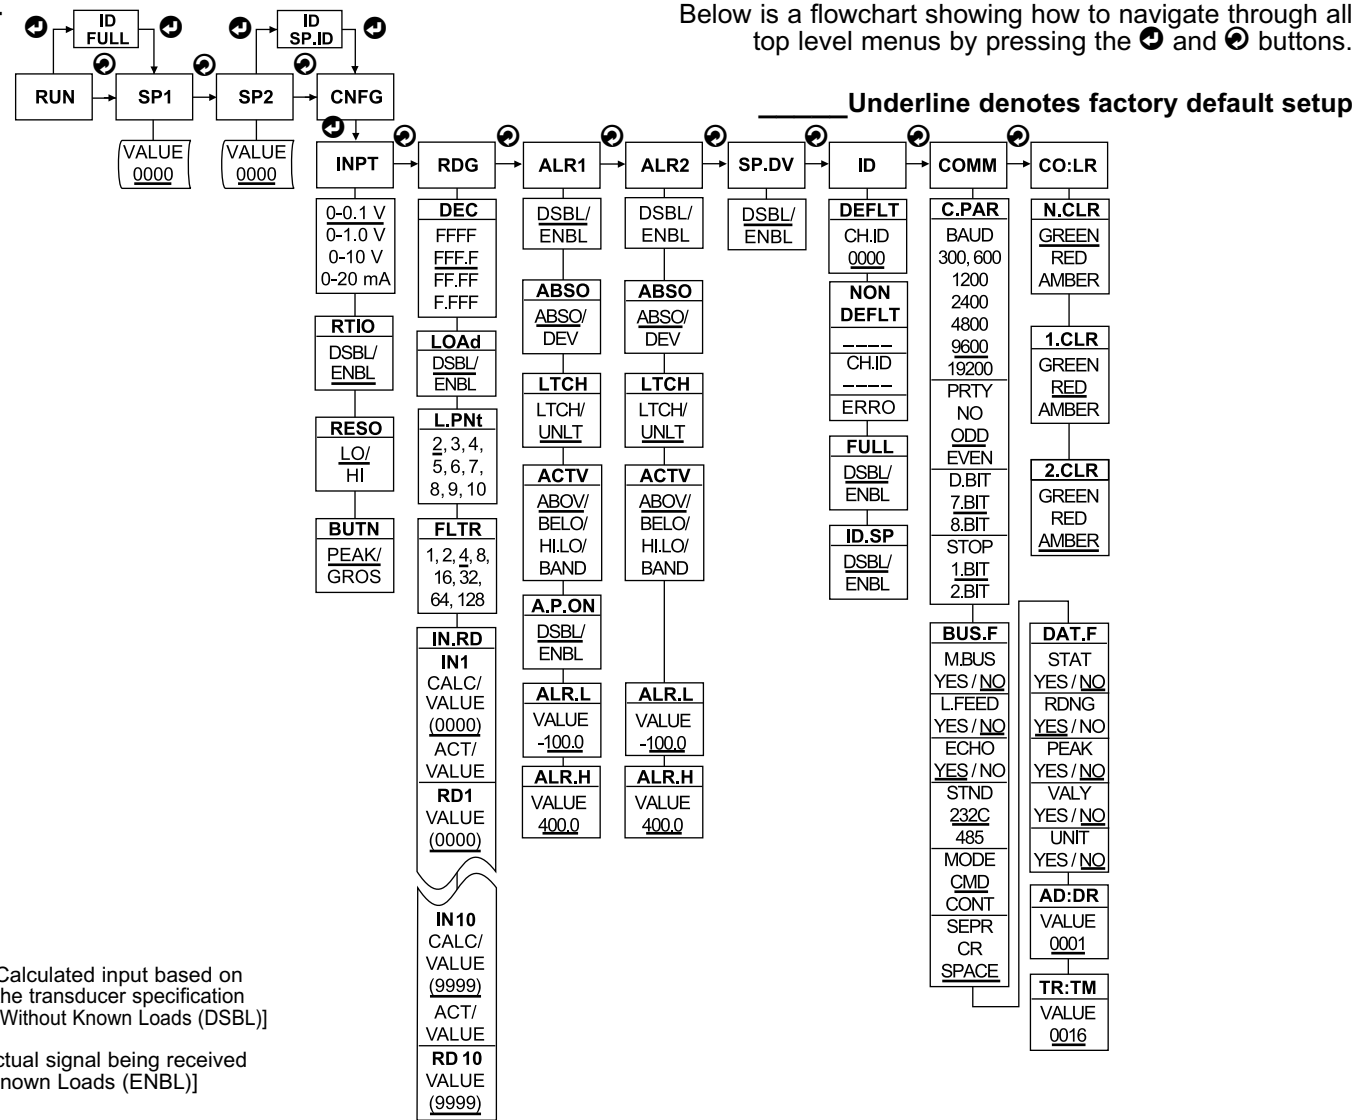 Below is a flowchart showing how to navigate through all
top level menus by pressing the and buttons.
______Underline denotes factory default setup
ID
FULL
ID
SP.ID
RUN
SP1
SP2
CNFG
VALUE
0000
VALUE
0000
INPT
RDG
ALR1
ALR2
SP.DV
ID
COMM
CO:LR
0-0.1 V
0-1.0 V
0-10 V
0-20 mA
RTIO
DSBL/
ENBL
RESO
LO/
HI
BUTN
PEAK/
GROS
DEC
FFFF
FFF.F
FF.FF
F.FFF
LOAd
DSBL/
ENBL
L.PNt
2, 3, 4,
5, 6, 7,
8, 9, 10
FLTR
1, 2, 4, 8,
16, 32,
64, 128
IN.RD
IN1
CALC/
VALUE
(0000)
ACT/
VALUE
RD1
VALUE
(0000)
IN10
CALC/
VALUE
(9999)
ACT/
VALUE
RD 10
VALUE
(9999)
DSBL/
ENBL
ABSO
ABSO/
DEV
LTCH
LTCH/
UNLT
ACTV
ABOV/
BELO/
HI.LO/
BAND
A.P.ON
DSBL/
ENBL
ALR.L
VALUE
-100.0
ALR.H
VALUE
400.0
DSBL/
ENBL
ABSO
ABSO/
DEV
LTCH
LTCH/
UNLT
ACTV
ABOV/
BELO/
HI.LO/
BAND
ALR.L
VALUE
-100.0
ALR.H
VALUE
400.0
DSBL/
ENBL
DEFLT
CH.ID
0000
NON
DEFLT
____
CH.ID
____
ERRO
FULL
DSBL/
ENBL
ID.SP
DSBL/
ENBL
C.PAR
BAUD
300, 600
1200
2400
4800
9600
19200
PRTY
NO
ODD
EVEN
D.BIT
7.BIT
8.BIT
STOP
1.BIT
2.BIT
BUS.F
M.BUS
YES / NO
L.FEED
YES / NO
ECHO
YES / NO
STND
232C
485
MODE
CMD
CONT
SEPR
CR
SPACE
N.CLR
GREEN
RED
AMBER
1.CLR
GREEN
RED
AMBER
2.CLR
GREEN
RED
AMBER
DAT.F
STAT
YES / NO
RDNG
YES / NO
PEAK
YES / NO
VALY
YES / NO
UNIT
YES / NO
AD:DR
VALUE
0001
TR:TM
VALUE
0016
Calculated input based on
he transducer specification
Without Known Loads (DSBL)]
ctual signal being received
nown Loads (ENBL)]